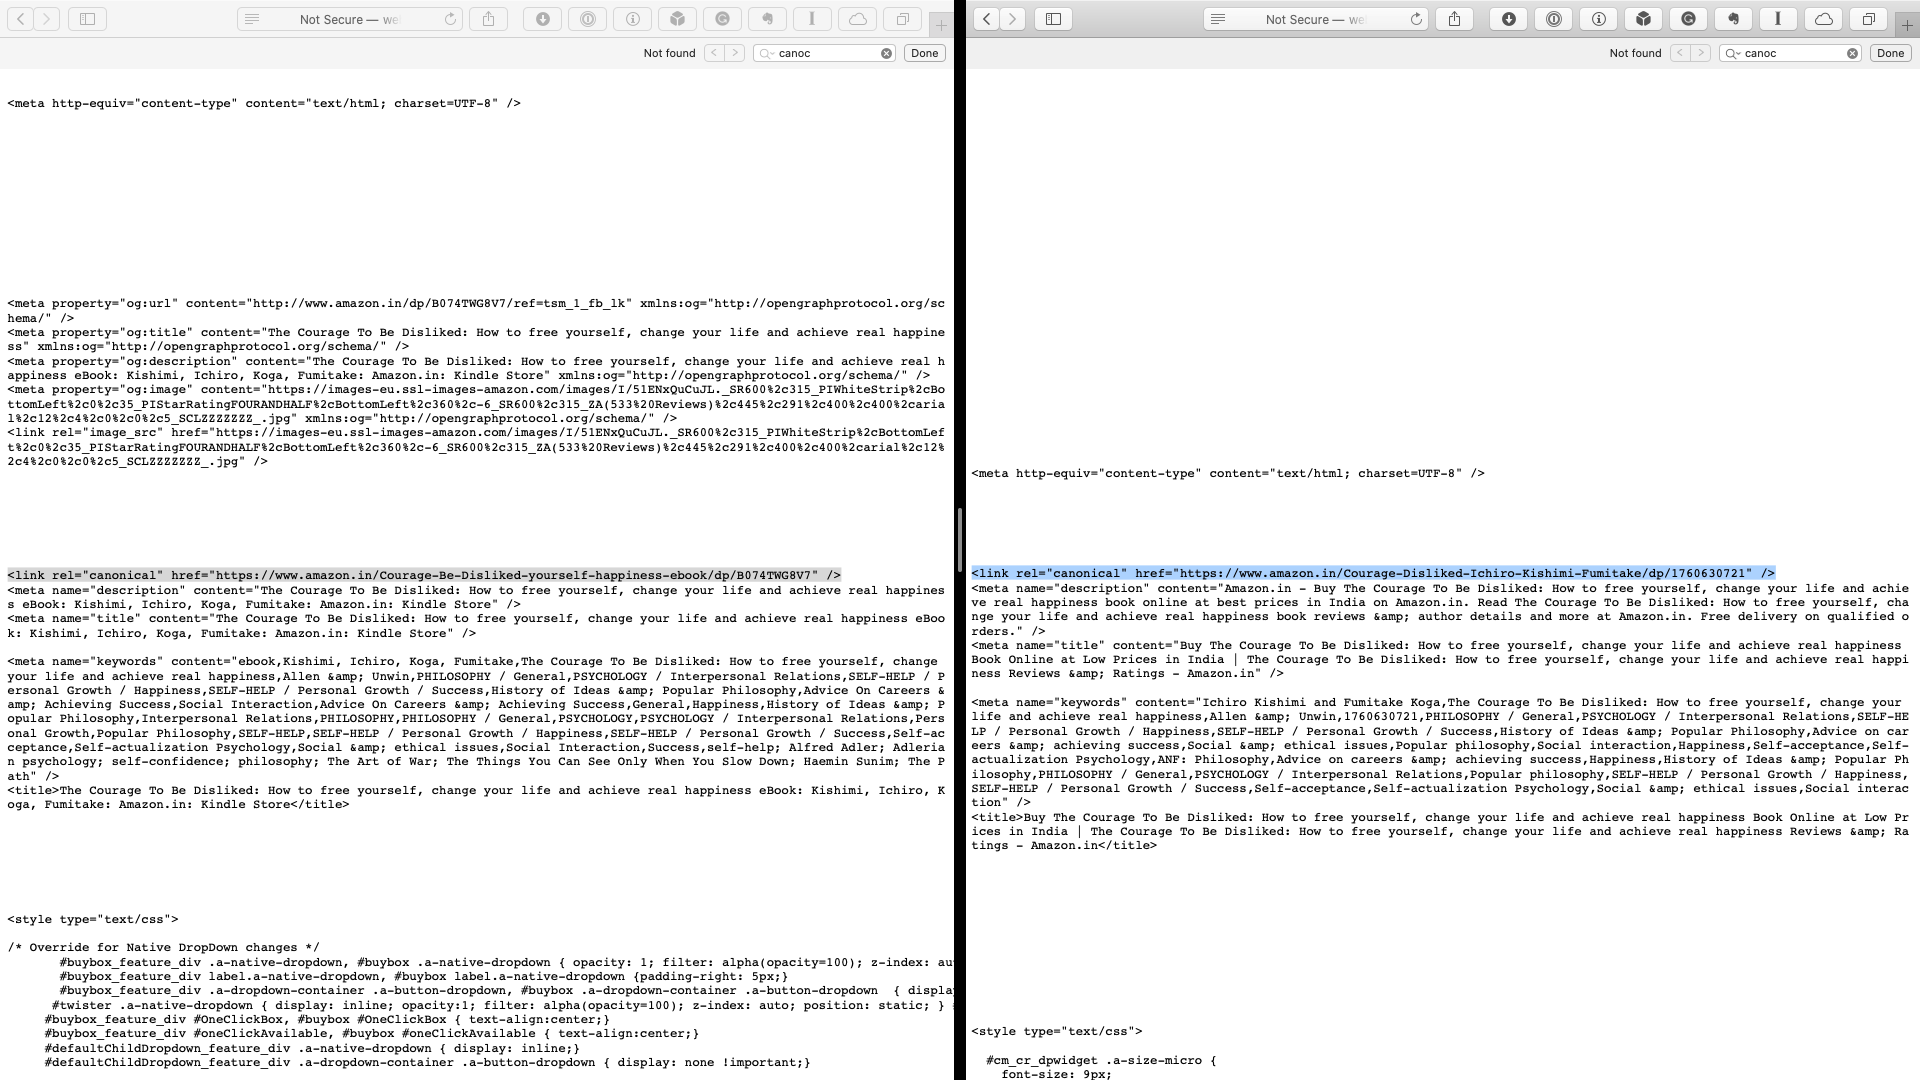 Not Secure — we
Not found
canoc
Done
<meta http-equiv="content-type" content="text/html; charset=UTF-8" />
<meta property="og:url" content="http://www.amazon.in/dp/B074TWG8V7/ref=tsm_1_fb_lk" xmlns:og="http://opengraphprotocol.org/sc
hema/" />
<meta property="og:title" content="The Courage To Be Disliked: How to free yourself, change your life and achieve real happine
ss" xmlns:og="http://opengraphprotocol.org/schema/" />
<meta property="og:description" content="The Courage To Be Disliked: How to free yourself, change your life and achieve real h
appiness eBook: Kishimi, Ichiro, Koga, Fumitake: Amazon.in: Kindle Store" xmlns:og="http://opengraphprotocol.org/schema/" />
<meta property="og:image" content="https://images-eu.ssl-images-amazon.com/images/I/51ENxQuCuJL._SR600%2c315_PIWhiteStrip%2cBo
ttomLeft%2c0%2c35_PIStarRatingFOURANDHALF%2cBottomLeft%2c360%2c-6_SR600%2c315_ZA(533%20Reviews)%2c445%2c291%2c400%2c400%2caria
l%2c12%2c4%2c0%2c0%2c5_SCLZZZZZZZ_.jpg" xmlns:og="http://opengraphprotocol.org/schema/" />
<link rel="image_src" href="https://images-eu.ssl-images-amazon.com/images/I/51ENxQuCuJL._SR600%2c315_PIWhiteStrip%2cBottomLef
t%2c0%2c35_PIStarRatingFOURANDHALF%2cBottomLeft%2c360%2c-6_SR600%2c315_ZA(533%20Reviews)%2c445%2c291%2c400%2c400%2carial%2c12%
2c4%2c0%2c0%2c5_SCLZZZZZZZ_.jpg" />
<link rel="canonical" href="https://www.amazon.in/Courage-Be-Disliked-yourself-happiness-ebook/dp/B074TWG8V7" />
<meta name="description" content="The Courage To Be Disliked: How to free yourself, change your life and achieve real happines
s eBook: Kishimi, Ichiro, Koga, Fumitake: Amazon.in: Kindle Store" />
<meta name="title" content="The Courage To Be Disliked: How to free yourself, change your life and achieve real happiness eBoo
k: Kishimi, Ichiro, Koga, Fumitake: Amazon.in: Kindle Store" />
<meta name="keywords" content="ebook,Kishimi, Ichiro, Koga, Fumitake,The Courage To Be Disliked: How to free yourself, change
your life and achieve real happiness,Allen &amp; Unwin,PHILOSOPHY / General,PSYCHOLOGY / Interpersonal Relations,SELF-HELP / P
ersonal Growth / Happiness,SELF-HELP / Personal Growth / Success,History of Ideas &amp; Popular Philosophy,Advice On Careers &
amp; Achieving Success,Social Interaction,Advice On Careers &amp; Achieving Success,General,Happiness,History of Ideas &amp; P
opular Philosophy,Interpersonal Relations,PHILOSOPHY,PHILOSOPHY / General,PSYCHOLOGY,PSYCHOLOGY / Interpersonal Relations,Pers
onal Growth,Popular Philosophy,SELF-HELP,SELF-HELP / Personal Growth / Happiness,SELF-HELP / Personal Growth / Success,Self-ac
ceptance,Self-actualization Psychology,Social &amp; ethical issues,Social Interaction,Success,self-help; Alfred Adler; Adleria
n psychology; self-confidence; philosophy; The Art of War; The Things You Can See Only When You Slow Down; Haemin Sunim; The P
ath" />
<title>The Courage To Be Disliked: How to free yourself, change your life and achieve real happiness eBook: Kishimi, Ichiro, K
oga, Fumitake: Amazon.in: Kindle Store</title>
<style type="text/css">
/* Override for Native DropDown changes */
#buybox_feature_div .a-native-dropdown, #buybox .a-native-dropdown { opacity: 1; filter: alpha(opacity=100); z-index: au
#buybox_feature_div label.a-native-dropdown, #buybox label.a-native-dropdown {padding-right: 5px;}
#buybox_feature_div .a-dropdown-container .a-button-dropdown, #buybox .a-dropdown-container .a-button-dropdown { displa
#twister .a-native-dropdown { display: inline; opacity:1; filter: alpha(opacity=100); z-index: auto; position: static; } #
#buybox_feature_div #OneClickBox, #buybox #OneClickBox { text-align:center;}
#buybox_feature_div #oneClickAvailable, #buybox #oneClickAvailable { text-align:center;}
#defaultChildDropdown_feature_div .a-native-dropdown { display: inline;}
#defaultChildDropdown_feature_div .a-dropdown-container .a-button-dropdown { display: none !important;}
Not Secure — we
Not found
canoc
Done
<meta http-equiv="content-type" content="text/html; charset=UTF-8" />
<link rel="canonical" href="https://www.amazon.in/Courage-Disliked-Ichiro-Kishimi-Fumitake/dp/1760630721" />
<meta name="description" content="Amazon.in - Buy The Courage To Be Disliked: How to free yourself, change your life and achie
ve real happiness book online at best prices in India on Amazon.in. Read The Courage To Be Disliked: How to free yourself, cha
nge your life and achieve real happiness book reviews &amp; author details and more at Amazon.in. Free delivery on qualified o
rders." />
<meta name="title" content="Buy The Courage To Be Disliked: How to free yourself, change your life and achieve real happiness
Book Online at Low Prices in India | The Courage To Be Disliked: How to free yourself, change your life and achieve real happi
ness Reviews &amp; Ratings - Amazon.in" />
<meta name="keywords" content="Ichiro Kishimi and Fumitake Koga,The Courage To Be Disliked: How to free yourself, change your
life and achieve real happiness,Allen &amp; Unwin,1760630721,PHILOSOPHY / General,PSYCHOLOGY / Interpersonal Relations,SELF-HE
LP / Personal Growth / Happiness,SELF-HELP / Personal Growth / Success,History of Ideas &amp; Popular Philosophy,Advice on car
eers &amp; achieving success,Social &amp; ethical issues,Popular philosophy,Social interaction,Happiness,Self-acceptance,Self-
actualization Psychology,ANF: Philosophy,Advice on careers &amp; achieving success,Happiness,History of Ideas &amp; Popular Ph
ilosophy,PHILOSOPHY / General,PSYCHOLOGY / Interpersonal Relations,Popular philosophy,SELF-HELP / Personal Growth / Happiness,
SELF-HELP / Personal Growth / Success,Self-acceptance,Self-actualization Psychology,Social &amp; ethical issues,Social interac
tion" />
<title>Buy The Courage To Be Disliked: How to free yourself, change your life and achieve real happiness Book Online at Low Pr
ices in India | The Courage To Be Disliked: How to free yourself, change your life and achieve real happiness Reviews &amp; Ra
tings - Amazon.in</title>
<style type="text/css">
#cm_cr_dpwidget .a-size-micro {
font-size: 9px;